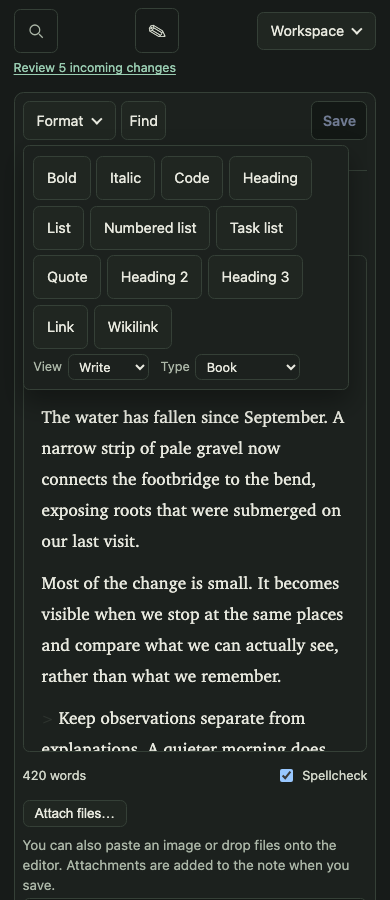 Workspace
Review 5 incoming changes
Format Find Save
Bold Italic Code Heading
List Numbered list Task list
Quote Heading 2 Heading 3
Link Wikilink
View Write Type Book
The water has fallen since September. A
narrow strip of pale gravel now
connects the footbridge to the bend,
exposing roots that were submerged on
our last visit.
Most of the change is small. It becomes
visible when we stop at the same places
and compare what we can actually see,
rather than what we remember.
> Keep observations separate from
explanations. A quieter morning does
420 words Spellcheck
Attach files...
You can also paste an image or drop files onto the
editor. Attachments are added to the note when you
save.